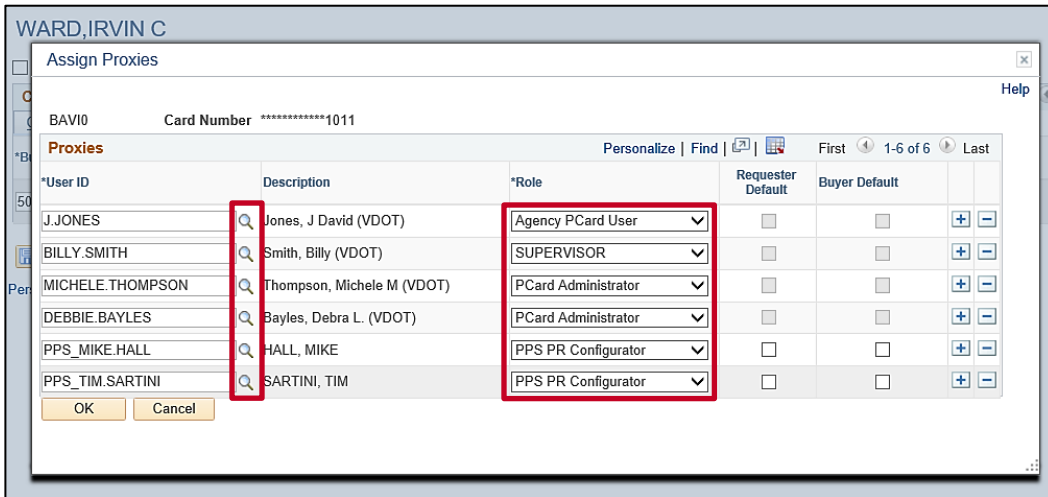 WARD,IRVIN C
Assign Proxies
Help
BAVI0 Card Number ************1011
Proxies Personalize | Find | | First 1-6 of 6 Last
*User ID Description *Role Requester Default Buyer Default
J.JONES Jones, J David (VDOT) Agency PCard User
BILLY.SMITH Smith, Billy (VDOT) SUPERVISOR
MICHELE.THOMPSON Thompson, Michele M (VDOT) PCard Administrator
DEBBIE.BAYLES Bayles, Debra L. (VDOT) PCard Administrator
PPS_MIKE.HALL HALL, MIKE PPS PR Configurator
PPS_TIM.SARTINI SARTINI, TIM PPS PR Configurator
OK Cancel